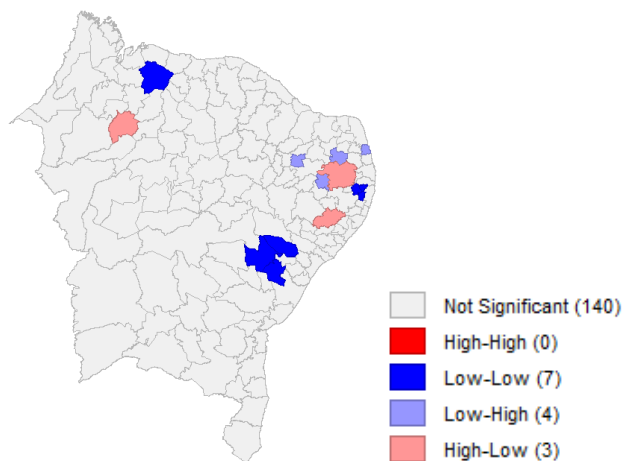 Not Significant (140)
High-High (0)
Low-Low (7)
Low-High (4)
High-Low (3)